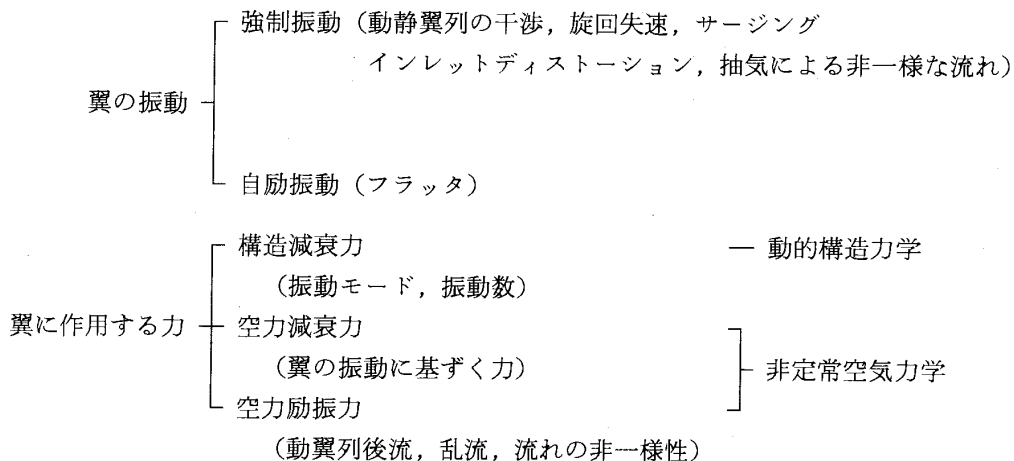 強制振動(動静翼列の干渉,旋回失速,サージング
インレットディストーション,抽気による非一様な流れ)
翼の振動
自励振動(フラッタ)
構造減衰力 — 動的構造力学
(振動モード,振動数)
翼に作用する力
空力減衰力
(翼の振動に基ずく力)
非定常空気力学
空力励振力
(動翼列後流,乱流,流れの非一様性)